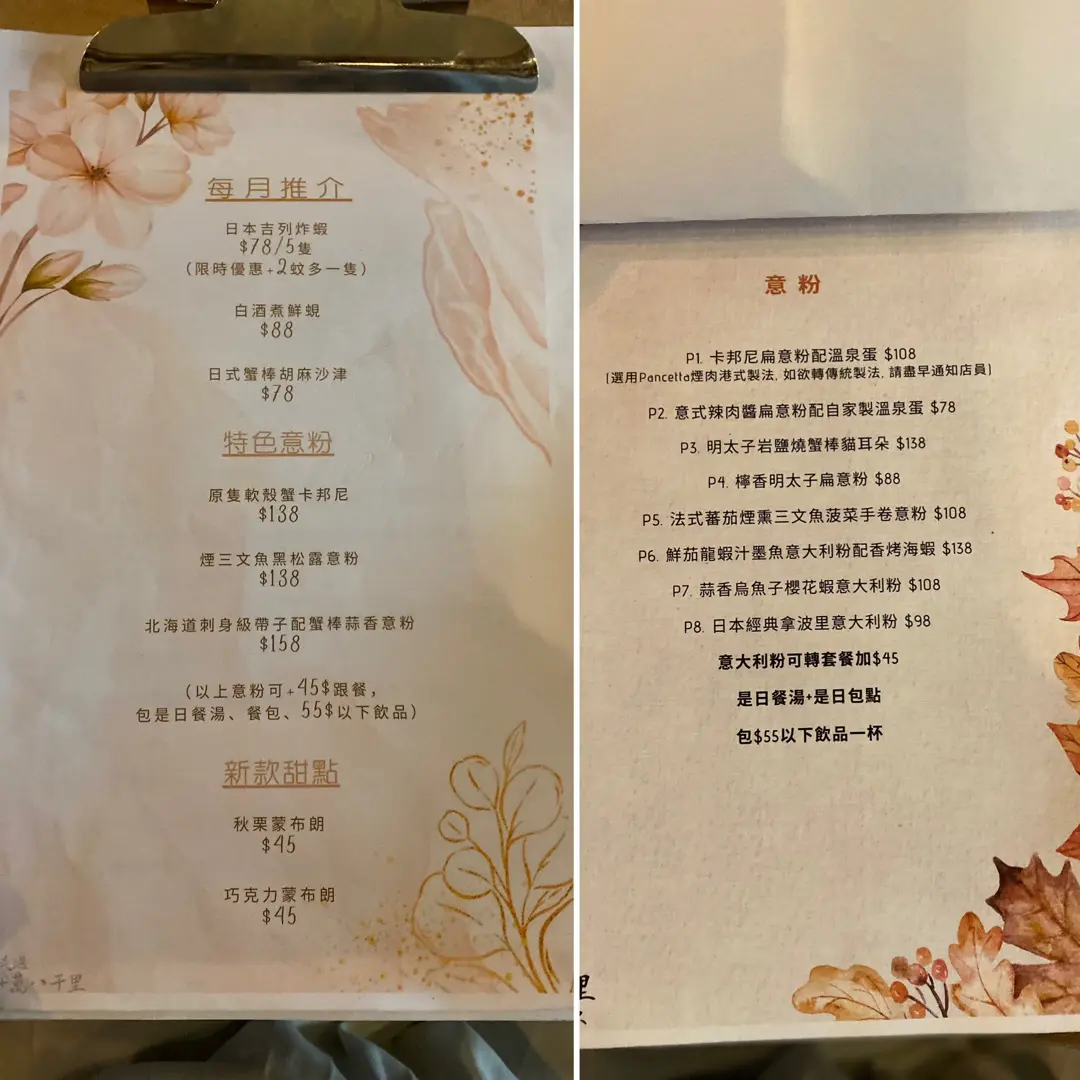 每月推介
日本吉列炸蝦
$78/5隻
(限時優惠+2蚊多一隻)
白酒煮鮮蜆
$88
日式蟹棒胡麻沙津
$78
特色意粉
原隻軟殼蟹卡邦尼
$138
煙三文魚黑松露意粉
$138
北海道刺身級帶子配蟹棒蒜香意粉
$158
(以上意粉可+45$跟餐,
包是日餐湯、餐包、55$以下飲品)
新款甜點
秋栗蒙布朗
$45
巧克力蒙布朗
$45
八千里
意粉
P1. 卡邦尼扁意粉配溫泉蛋 $108
(選用Pancetta煙肉港式製法, 如欲轉傳統製法, 請盡早通知店員)
P2. 意式辣肉醬扁意粉配自家製溫泉蛋 $78
P3. 明太子岩鹽燒蟹棒貓耳朵 $138
P4. 檸香明太子扁意粉 $88
P5. 法式蕃茄煙熏三文魚菠菜手卷意粉 $108
P6. 鮮茄龍蝦汁墨魚意大利粉配香烤海蝦 $138
P7. 蒜香烏魚子櫻花蝦意大利粉 $108
P8. 日本經典拿波里意大利粉 $98
意大利粉可轉套餐加$45
是日餐湯+是日包點
包$55以下飲品一杯
里